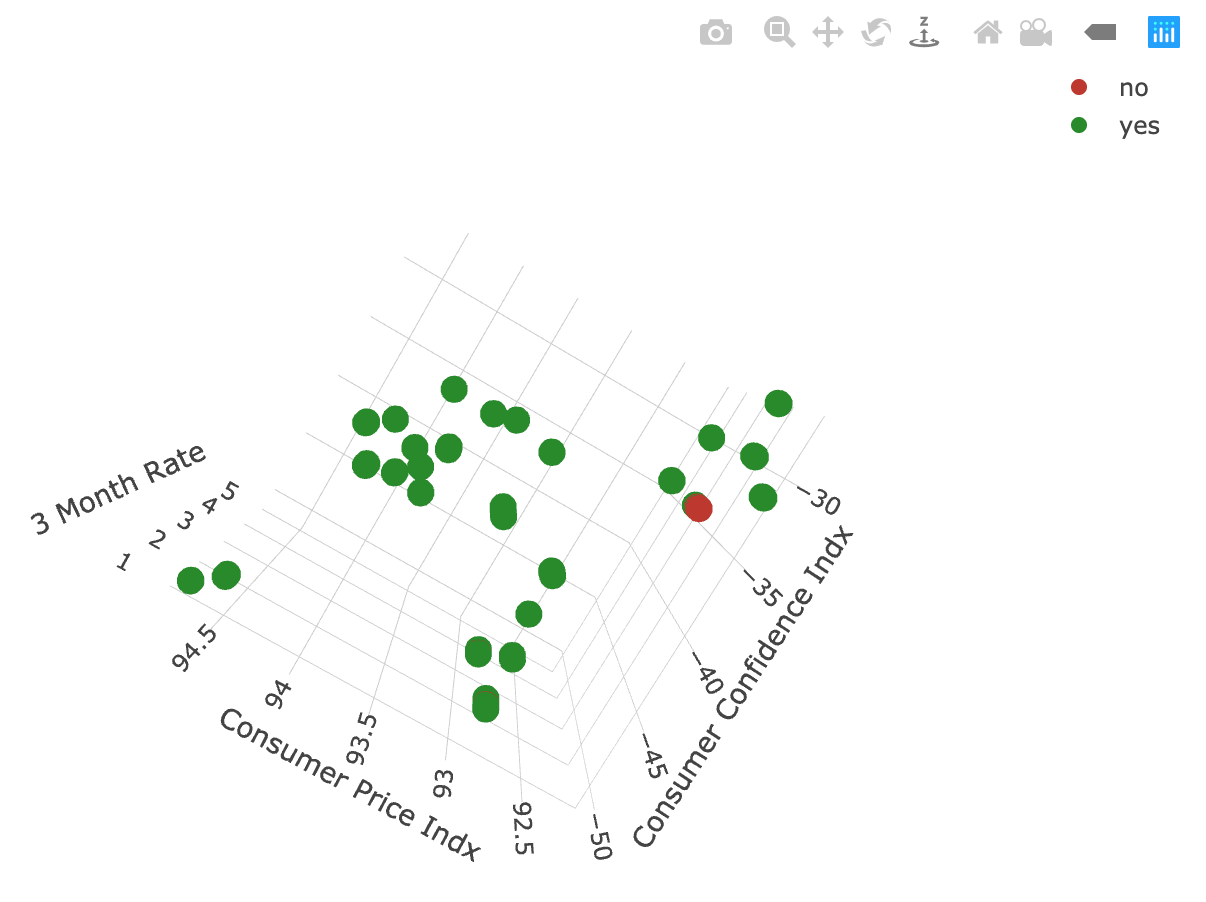 z
no
yes
3 Month Rate
5
4
3
2
1
94.5
94
93.5
93
92.5
Consumer Price Indx
−30
−35
−40
−45
−50
Consumer Confidence Indx